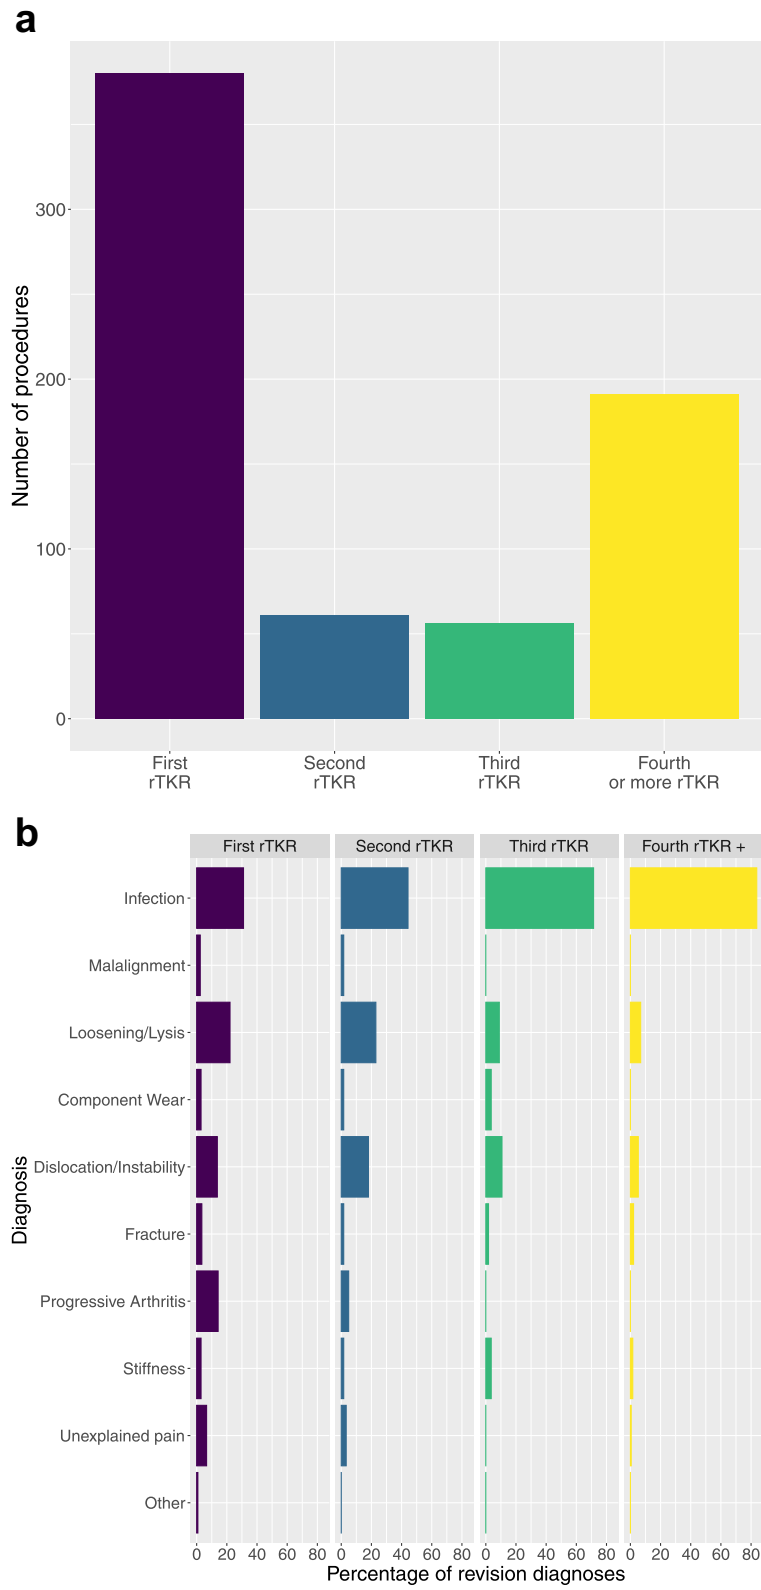 a
Number of procedures
300
200
100
0
First
rTKR
Second
rTKR
Third
rTKR
Fourth
or more rTKR
b
First rTKR
Second rTKR
Third rTKR
Fourth rTKR +
Diagnosis
Infection
Malalignment
Loosening/Lysis
Component Wear
Dislocation/Instability
Fracture
Progressive Arthritis
Stiffness
Unexplained pain
Other
0 20 40 60 80 0 20 40 60 80 0 20 40 60 80 0 20 40 60 80
Percentage of revision diagnoses